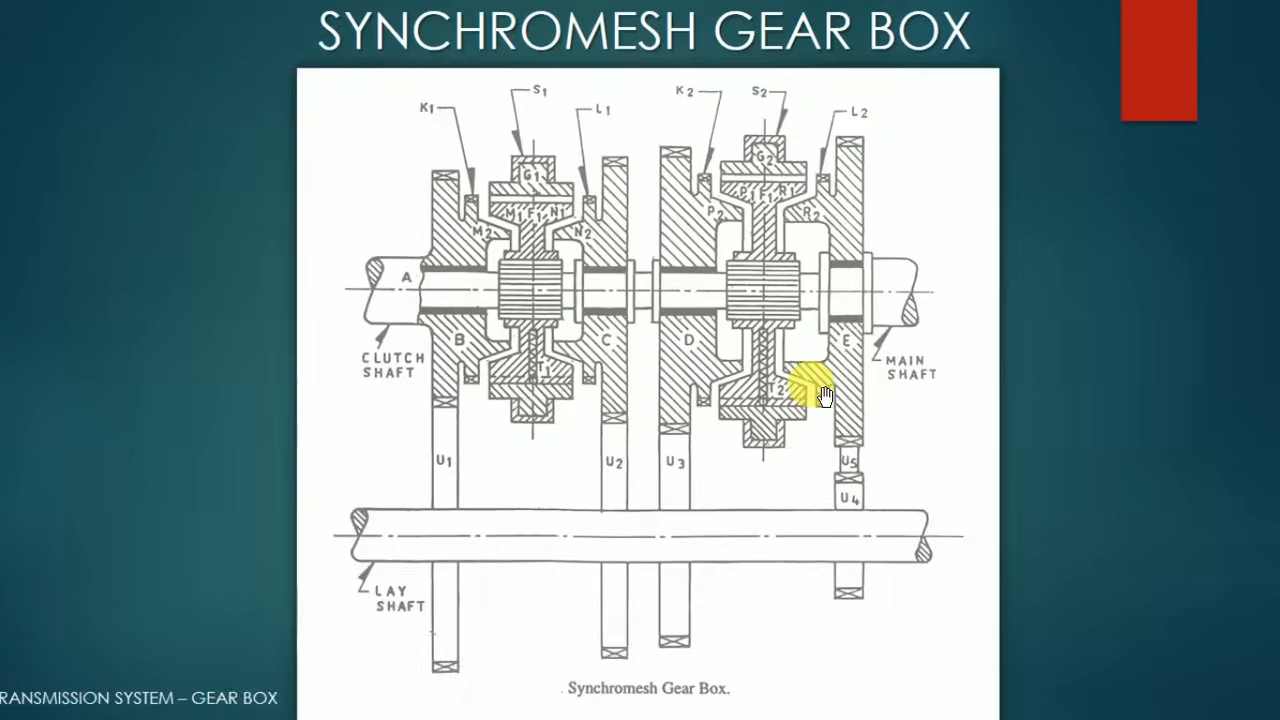 SYNCHROMESH GEAR BOX
K1
S1
L1
K2
S2
L2
G1
G2
M1 F1 N1
P1 F1 R1
M2
N2
P2
R2
A
B
C
D
E
CLUTCH
SHAFT
MAIN
SHAFT
T1
T2
U1
U2
U3
U5
U4
LAY
SHAFT
Synchromesh Gear Box.
RANSMISSION SYSTEM – GEAR BOX